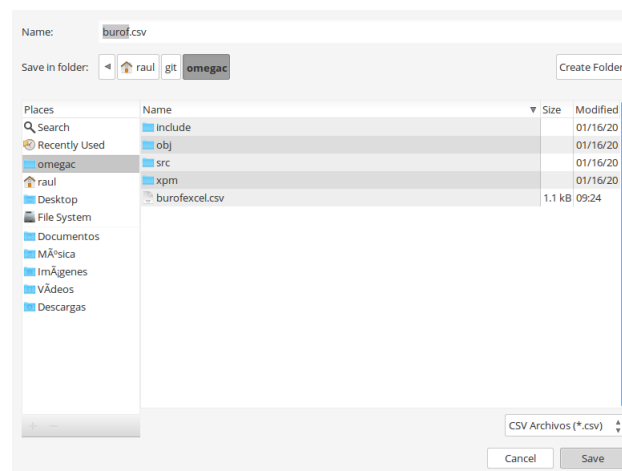 Name: burof.csv
Save in folder: raul git omegac Create Folder
Places Name Size Modified
Search include 01/16/20
Recently Used obj 01/16/20
omegac src 01/16/20
raul xpm 01/16/20
Desktop burofexcel.csv 1.1 kB 09:24
File System
Documentos
MÃºsica
ImÃ¡genes
VÃ­deos
Descargas
CSV Archivos (*.csv)
Cancel Save